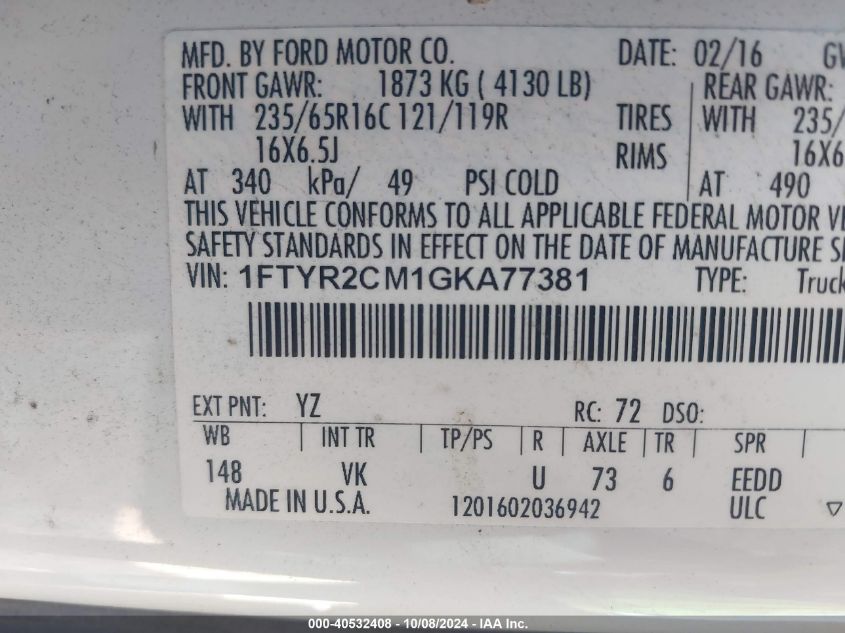 MFD. BY FORD MOTOR CO. DATE: 02/16
FRONT GAWR: 1873 KG ( 4130 LB) REAR GAWR:
WITH 235/65R16C 121/119R TIRES WITH 235/
16X6.5J RIMS 16X6
AT 340 kPa/ 49 PSI COLD AT 490
THIS VEHICLE CONFORMS TO ALL APPLICABLE FEDERAL MOTOR
SAFETY STANDARDS IN EFFECT ON THE DATE OF MANUFACTURE
VIN: 1FTYR2CM1GKA77381 TYPE: Truck
EXT PNT: YZ RC: 72 DSO:
WB INT TR TP/PS R AXLE TR SPR
148 VK U 73 6 EEDD
MADE IN U.S.A. 1201602036942 ULC
000-40532408 - 10/08/2024 - IAA Inc.